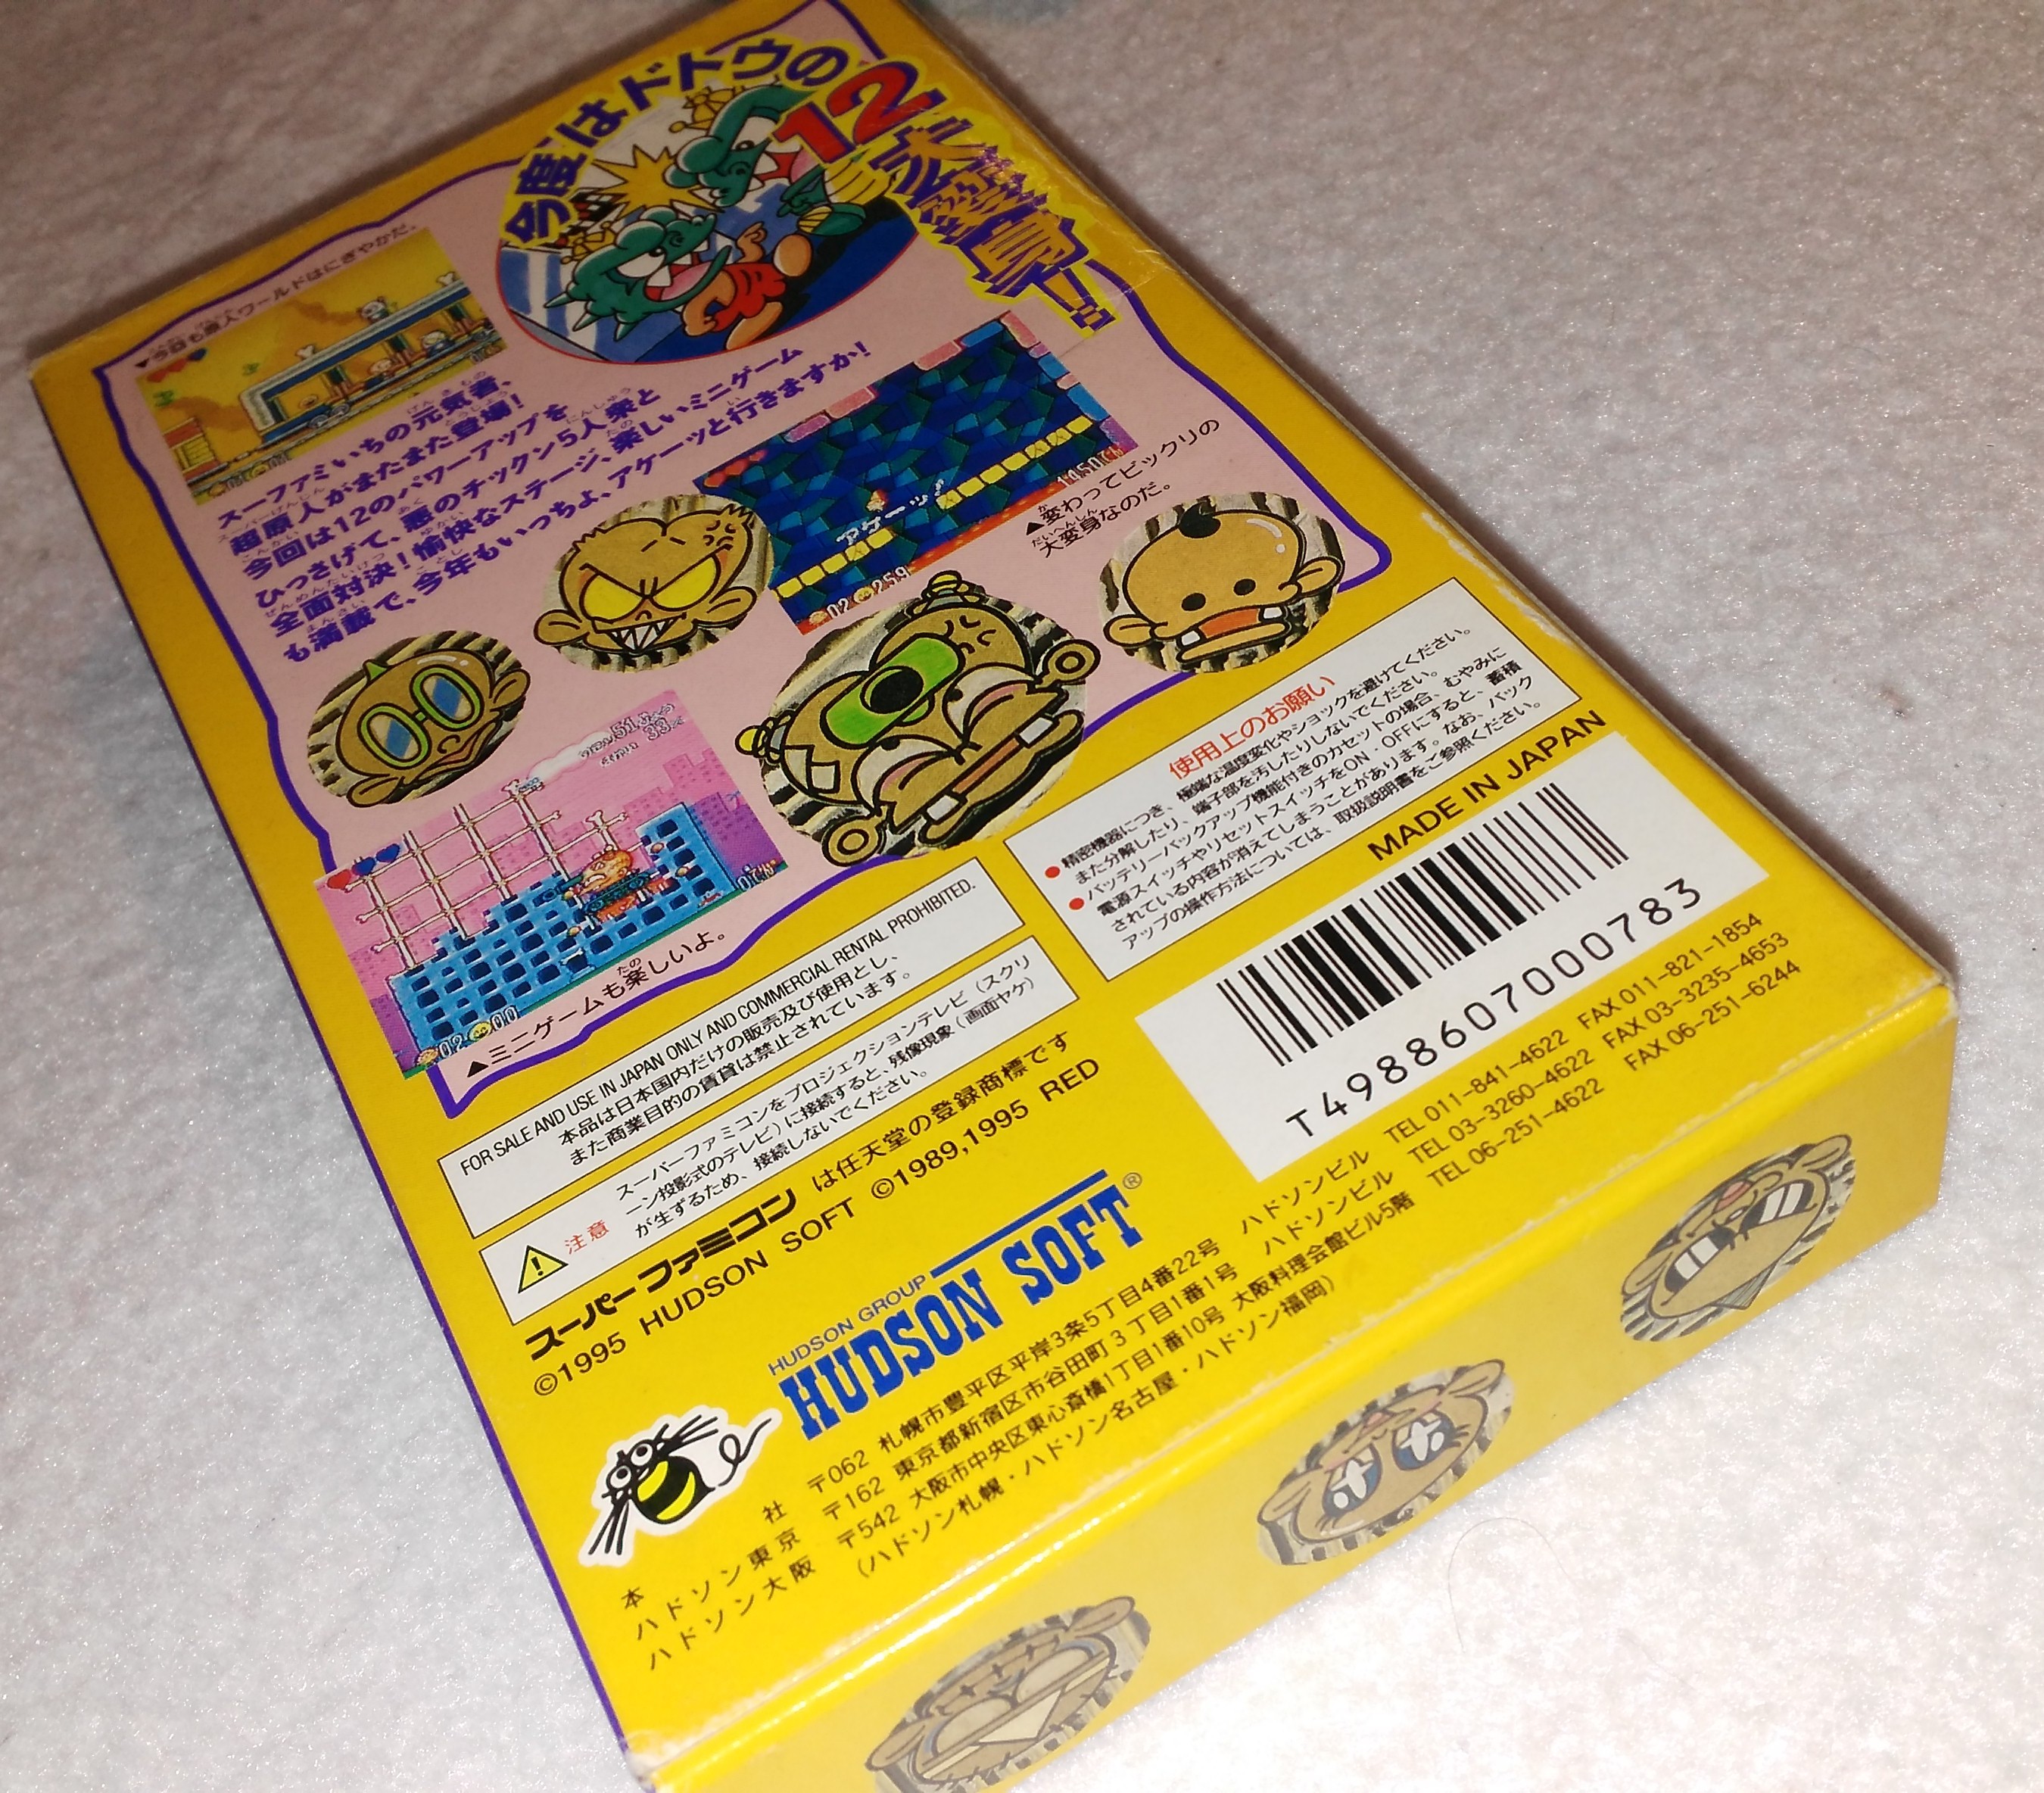 今度はドトウの
12
大変身!!
▼今回も原人ワールドはにぎやかだ。
スーファミいちの元気者、
超原人がまたまた登場!
今回は12のパワーアップを
ひっさげて、悪のチックン5人衆と
全面対決!愉快なステージ、楽しいミニゲーム
も満載で、今年もいっちょ、アケーッと行きますか!
アケーッ!
▲変わってビックリの
大変身なのだ。
▲ミニゲームも楽しいよ。
使用上のお願い
●精密機器につき、極端な温度変化やショックを避けてください。
また分解したり、端子部を汚したりしないでください。
●バッテリーバックアップ機能付きのカセットの場合、むやみに
電源スイッチやリセットスイッチをON・OFFにすると、蓄積
されている内容が消えてしまうことがあります。なお、バック
アップの操作方法については、取扱説明書をご参照ください。
MADE IN JAPAN
T4988607000783
FOR SALE AND USE IN JAPAN ONLY AND COMMERCIAL RENTAL PROHIBITED.
本品は日本国内だけの販売及び使用とし、
また商業目的の賃貸は禁止されています。
注意
スーパーファミコンをプロジェクションテレビ(スクリ
ーン投影式のテレビ)に接続すると、残像現象(画面ヤケ)
が生ずるため、接続しないでください。
スーパーファミコンは任天堂の登録商標です
©1995 HUDSON SOFT ©1989,1995 RED
HUDSON GROUP
HUDSON SOFT®
本社 〒062 札幌市豊平区平岸3条5丁目4番22号 ハドソンビル TEL 011-841-4622 FAX 011-821-1854
ハドソン東京 〒162 東京都新宿区市谷田町3丁目1番1号 ハドソンビル TEL 03-3260-4622 FAX 03-3235-4653
ハドソン大阪 〒542 大阪市中央区東心斎橋1丁目1番10号 大阪料理会館ビル5階 TEL 06-251-4622 FAX 06-251-6244
(ハドソン札幌・ハドソン名古屋・ハドソン福岡)